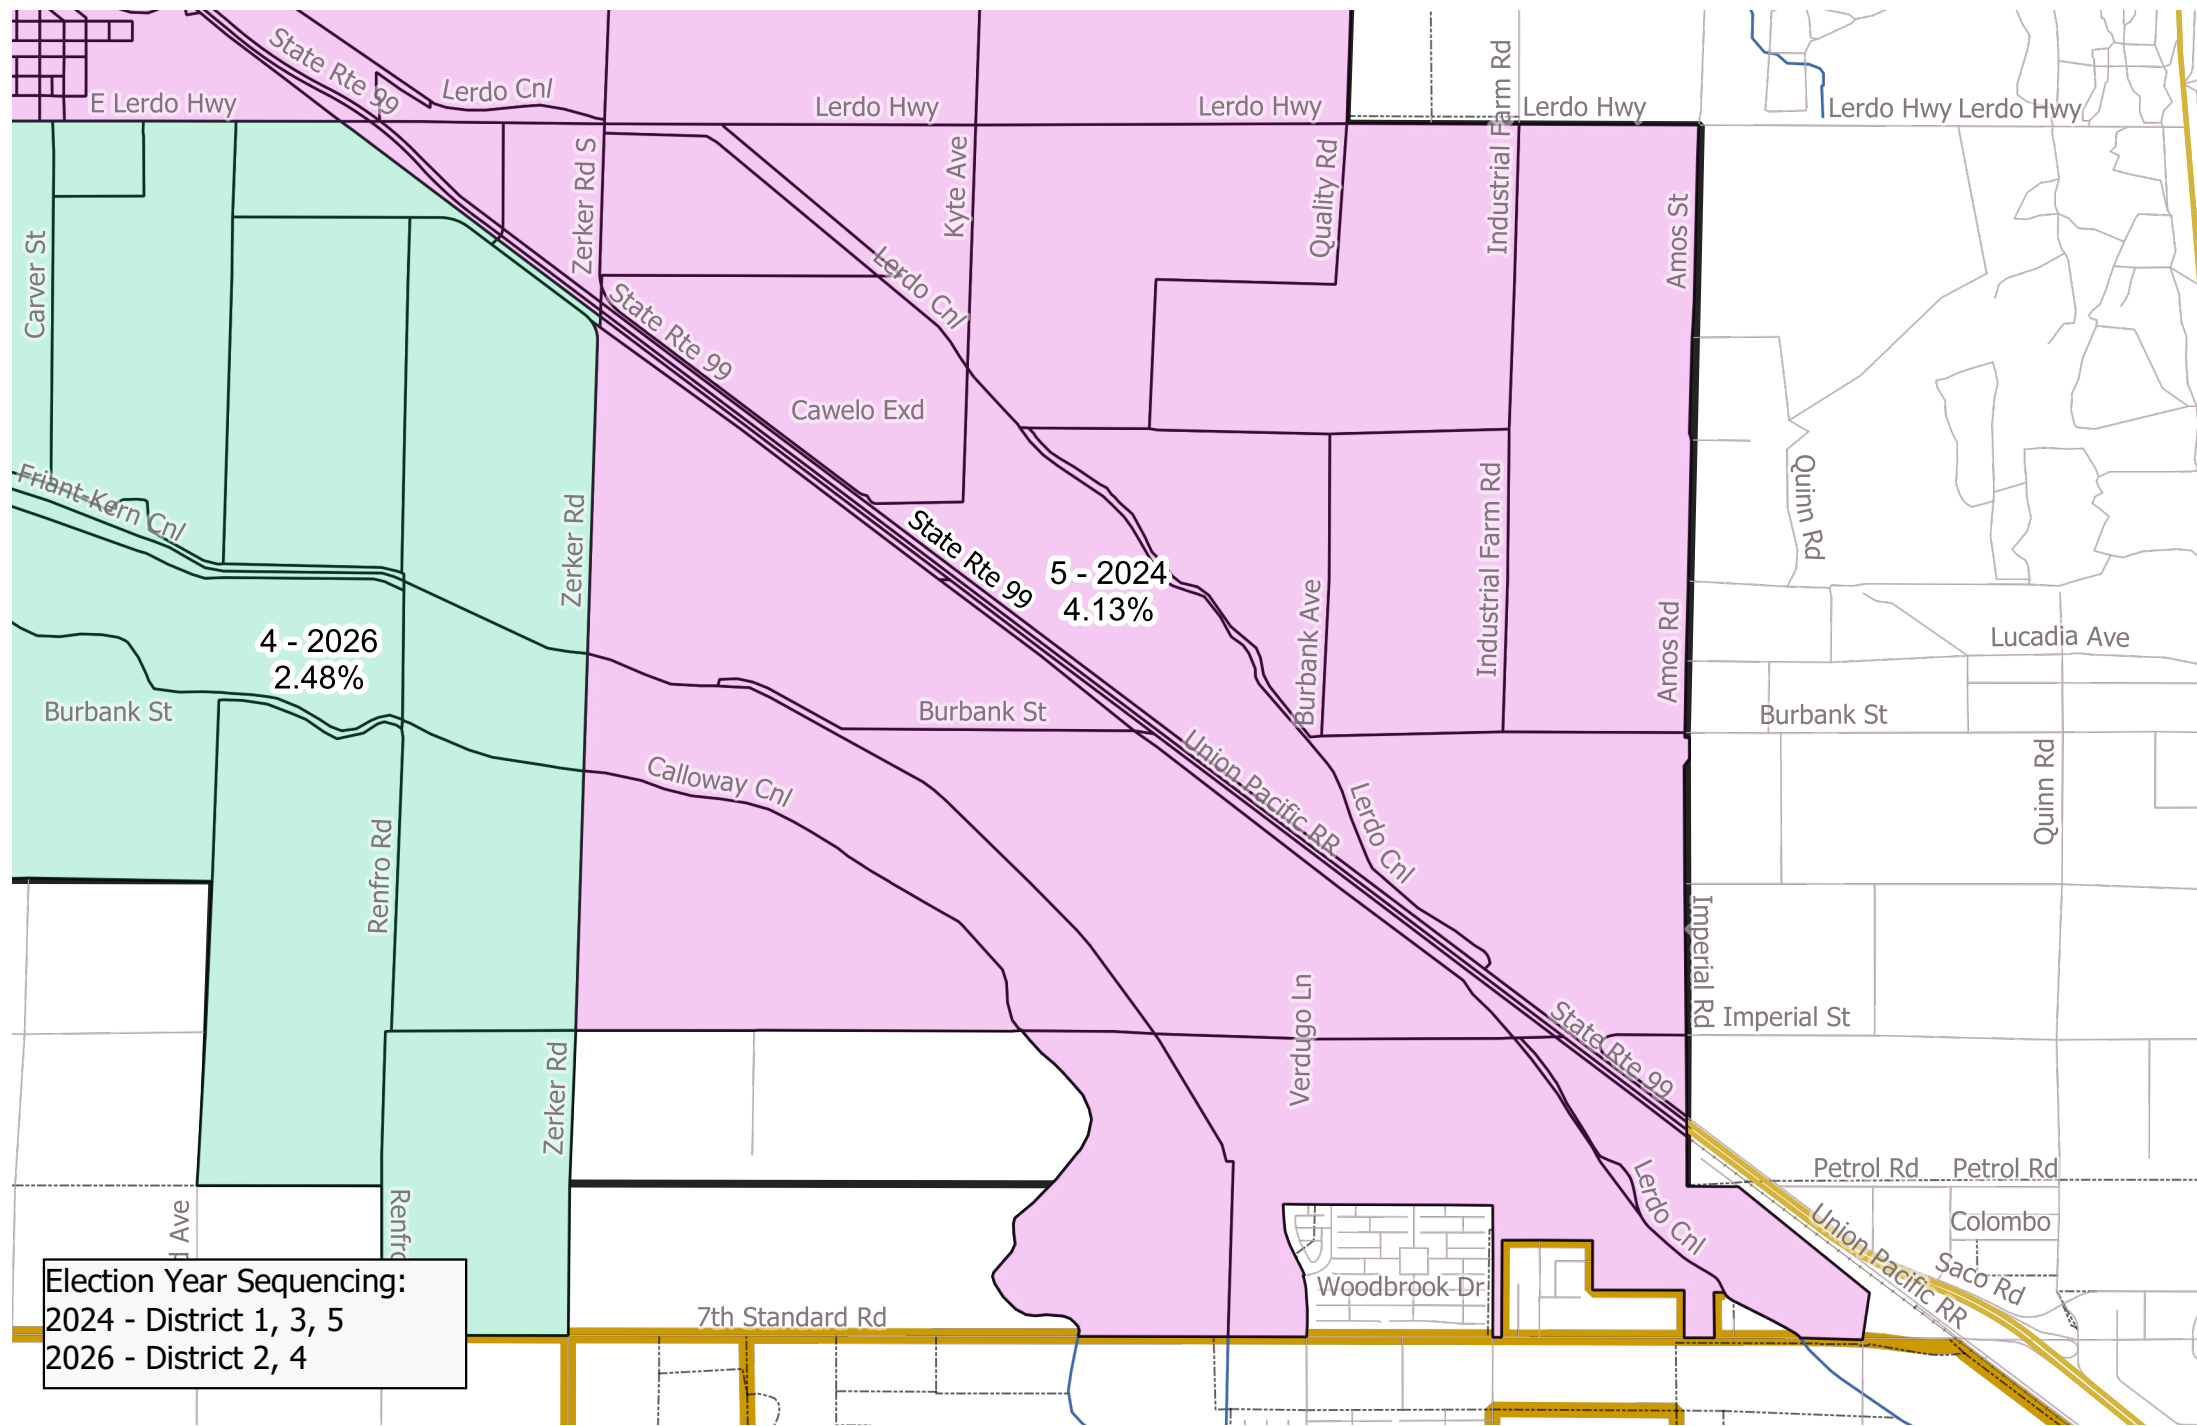 State Rte 99
Lerdo Cnl
E Lerdo Hwy
Lerdo Hwy
Lerdo Hwy
Industrial Farm Rd
Lerdo Hwy
Lerdo Hwy
Lerdo Hwy
Carver St
Zerker Rd S
Kyte Ave
Quality Rd
Industrial Farm Rd
Amos St
Lerdo Cnl
State Rte 99
Cawelo Exd
Friant-Kern Cnl
Zerker Rd
State Rte 99
5 - 2024
4.13%
Industrial Farm Rd
Quinn Rd
Burbank Ave
Amos Rd
Lucadia Ave
4 - 2026
2.48%
Burbank St
Burbank St
Burbank St
Calloway Cnl
Union Pacific RR
Lerdo Cnl
Quinn Rd
Renfro Rd
Imperial Rd
Verdugo Ln
State Rte 99
Imperial St
Zerker Rd
Petrol Rd
Petrol Rd
Lerdo Cnl
Union Pacific RR
Colombo
d Ave
Renfro
Saco Rd
Woodbrook Dr
7th Standard Rd
Election Year Sequencing:
2024 - District 1, 3, 5
2026 - District 2, 4